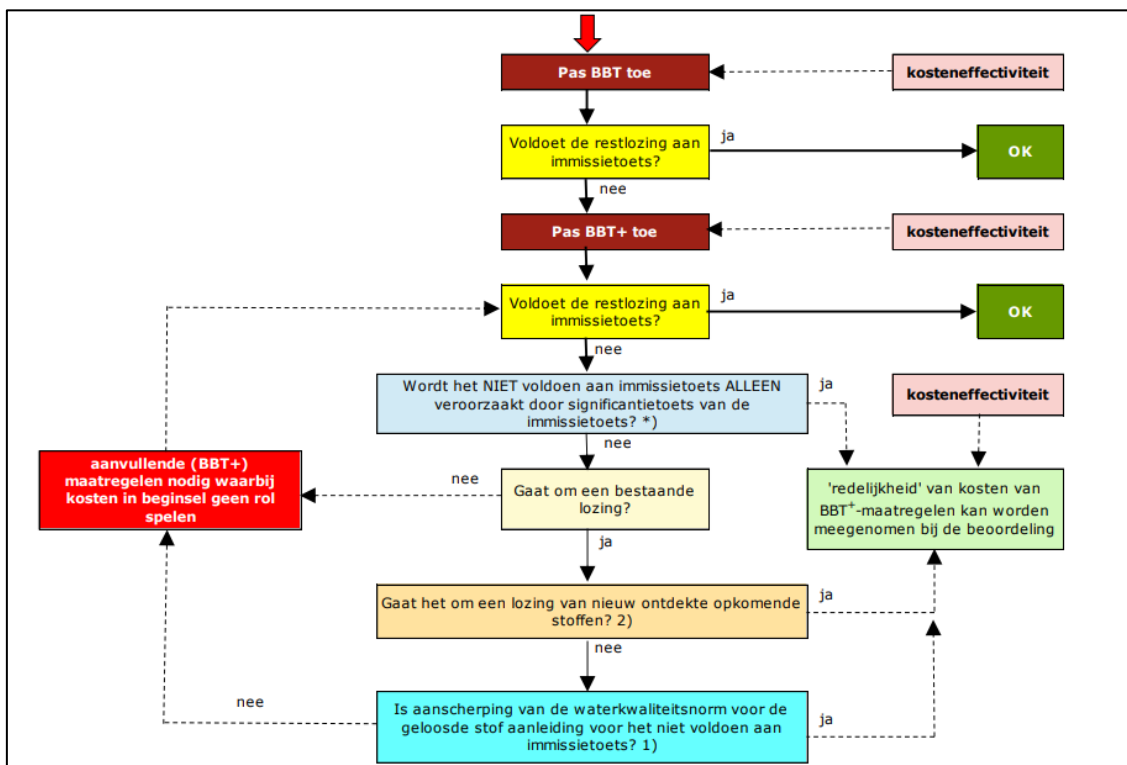 Pas BBT toe
kosteneffectiviteit
Voldoet de restlozing aan
immissietoets?
ja
OK
nee
Pas BBT+ toe
kosteneffectiviteit
Voldoet de restlozing aan
immissietoets?
ja
OK
nee
Wordt het NIET voldoen aan immissietoets ALLEEN
veroorzaakt door significantietoets van de
immissietoets? *)
ja
kosteneffectiviteit
nee
aanvullende (BBT+)
maatregelen nodig waarbij
kosten in beginsel geen rol
spelen
nee
Gaat om een bestaande
lozing?
'redelijkheid' van kosten van
BBT+-maatregelen kan worden
meegenomen bij de beoordeling
ja
Gaat het om een lozing van nieuw ontdekte opkomende
stoffen? 2)
ja
nee
nee
Is aanscherping van de waterkwaliteitsnorm voor de
geloosde stof aanleiding voor het niet voldoen aan
immissietoets? 1)
ja